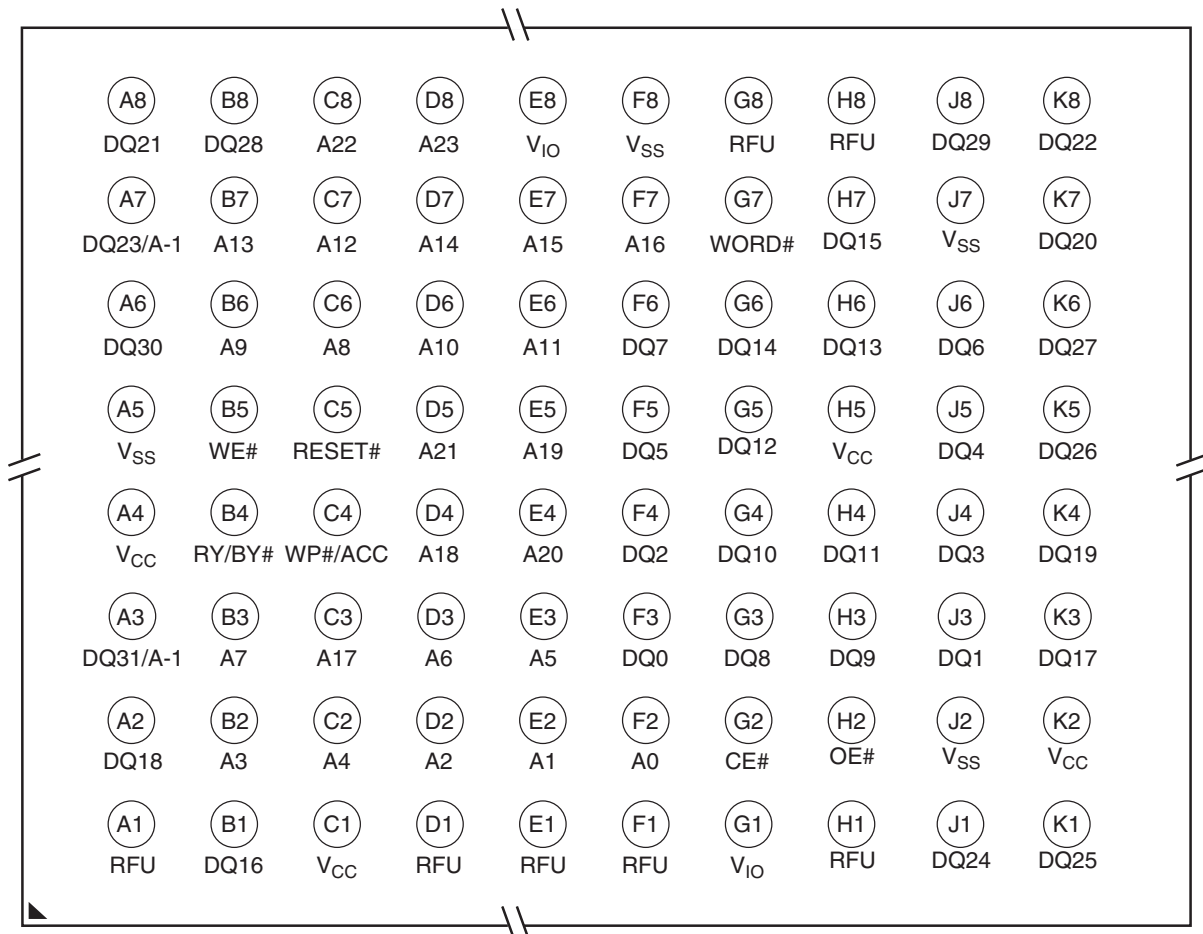 A8 B8 C8 D8 E8 F8 G8 H8 J8 K8
DQ21 DQ28 A22 A23 VIO VSS RFU RFU DQ29 DQ22
A7 B7 C7 D7 E7 F7 G7 H7 J7 K7
DQ23/A-1 A13 A12 A14 A15 A16 WORD# DQ15 VSS DQ20
A6 B6 C6 D6 E6 F6 G6 H6 J6 K6
DQ30 A9 A8 A10 A11 DQ7 DQ14 DQ13 DQ6 DQ27
A5 B5 C5 D5 E5 F5 G5 H5 J5 K5
VSS WE# RESET# A21 A19 DQ5 DQ12 VCC DQ4 DQ26
A4 B4 C4 D4 E4 F4 G4 H4 J4 K4
VCC RY/BY# WP#/ACC A18 A20 DQ2 DQ10 DQ11 DQ3 DQ19
A3 B3 C3 D3 E3 F3 G3 H3 J3 K3
DQ31/A-1 A7 A17 A6 A5 DQ0 DQ8 DQ9 DQ1 DQ17
A2 B2 C2 D2 E2 F2 G2 H2 J2 K2
DQ18 A3 A4 A2 A1 A0 CE# OE# VSS VCC
A1 B1 C1 D1 E1 F1 G1 H1 J1 K1
RFU DQ16 VCC RFU RFU RFU VIO RFU DQ24 DQ25